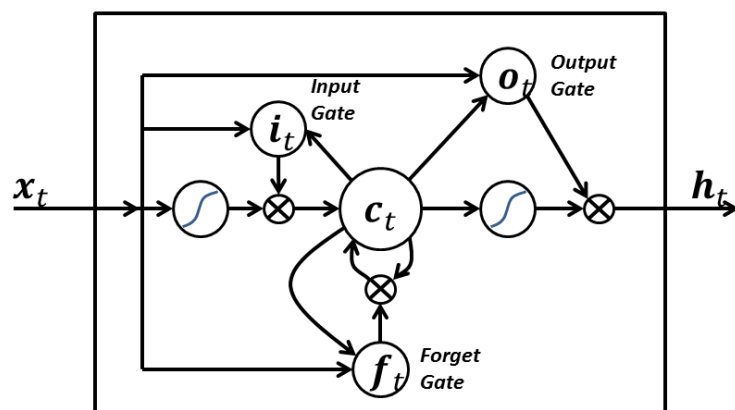 Output
Gate
o_t
Input
Gate
i_t
x_t
c_t
h_t
f_t
Forget
Gate